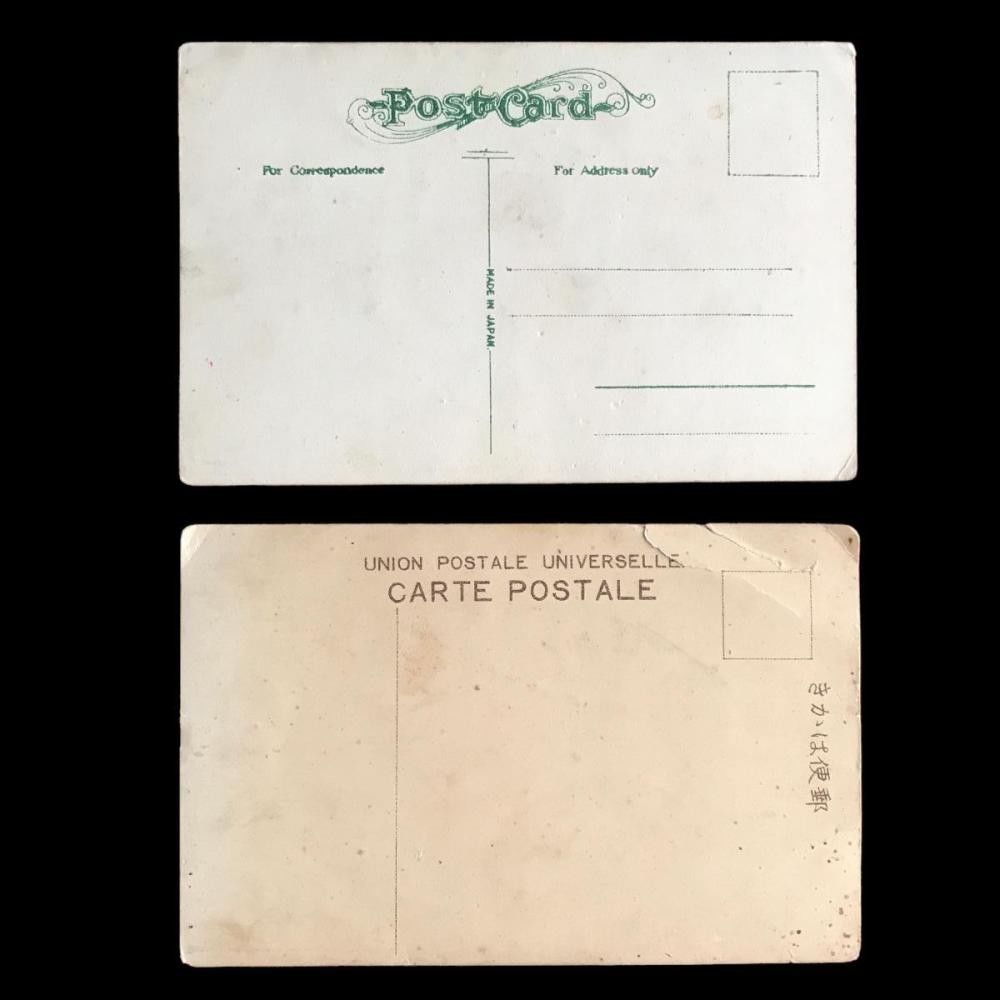 Post Card
For Correspondence
For Address only
MADE IN JAPAN.
UNION POSTALE UNIVERSELLE.
CARTE POSTALE
きかゝは便郵